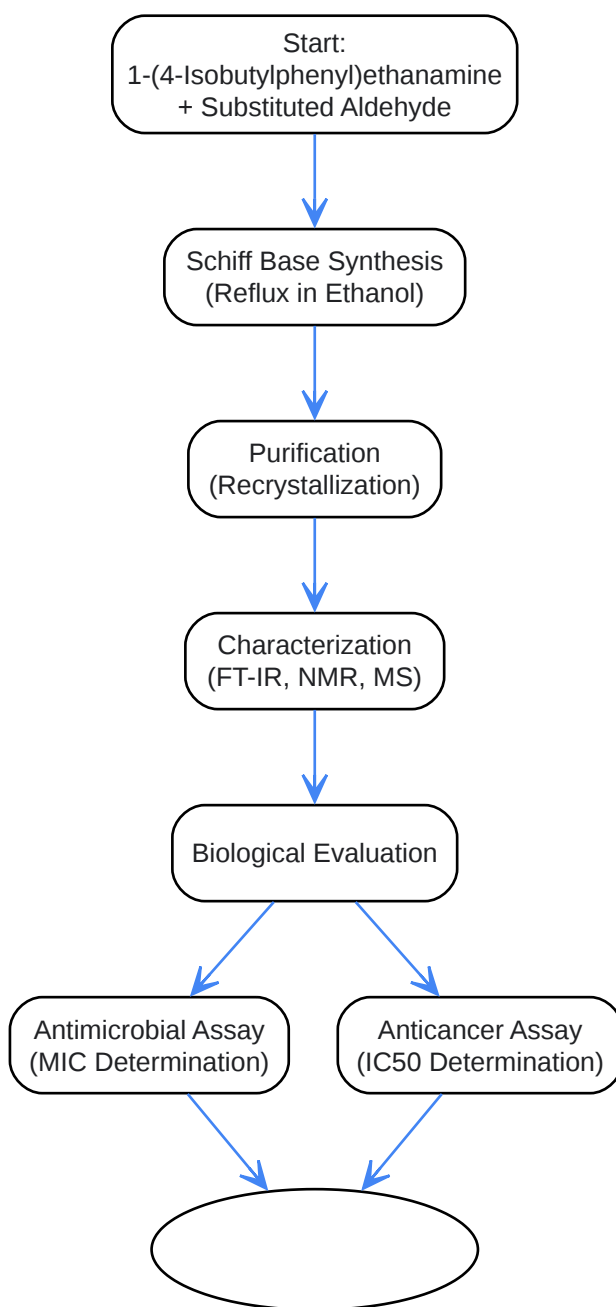 Start:
1-(4-Isobutylphenyl)ethanamine
+ Substituted Aldehyde
Schiff Base Synthesis
(Reflux in Ethanol)
Purification
(Recrystallization)
Characterization
(FT-IR, NMR, MS)
Biological Evaluation
Antimicrobial Assay
(MIC Determination)
Anticancer Assay
(IC50 Determination)